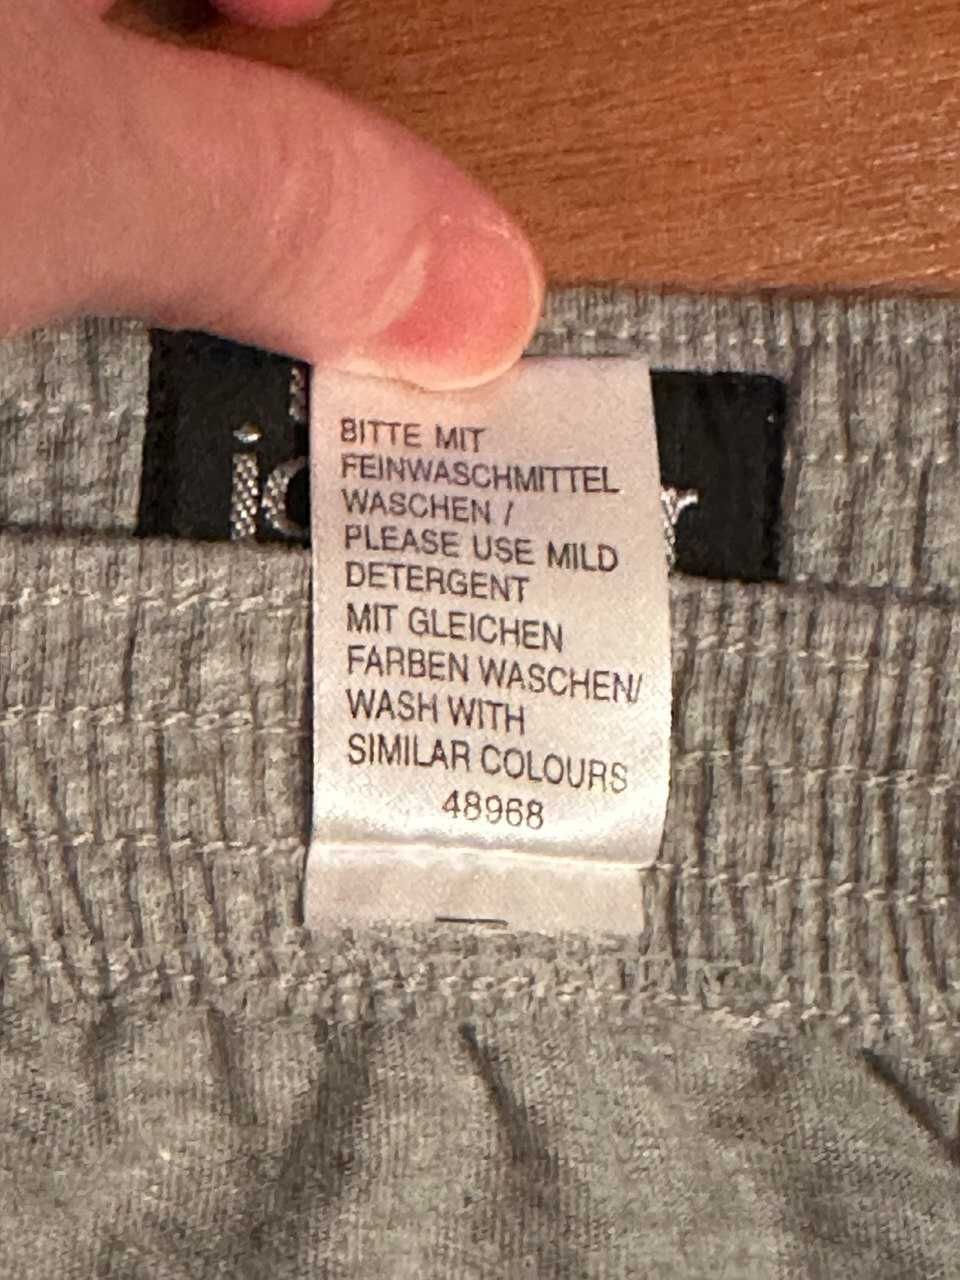 BITTE MIT
FEINWASCHMITTEL
WASCHEN /
PLEASE USE MILD
DETERGENT
MIT GLEICHEN
FARBEN WASCHEN/
WASH WITH
SIMILAR COLOURS
48968